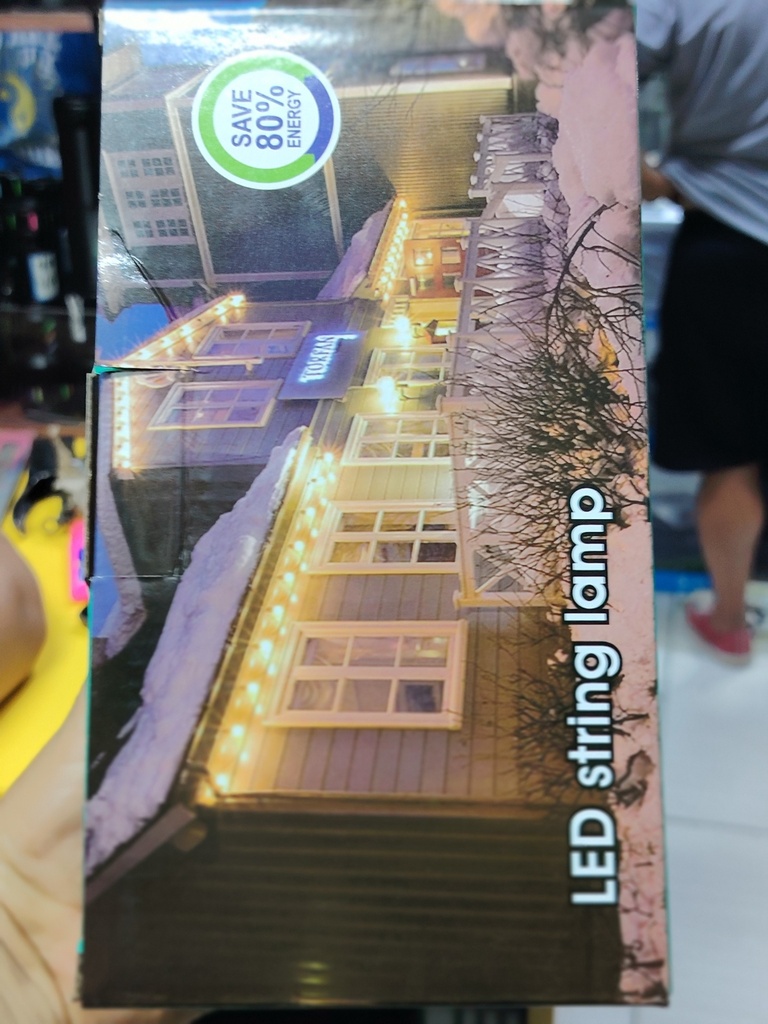 SAVE
80%
ENERGY
LED string lamp